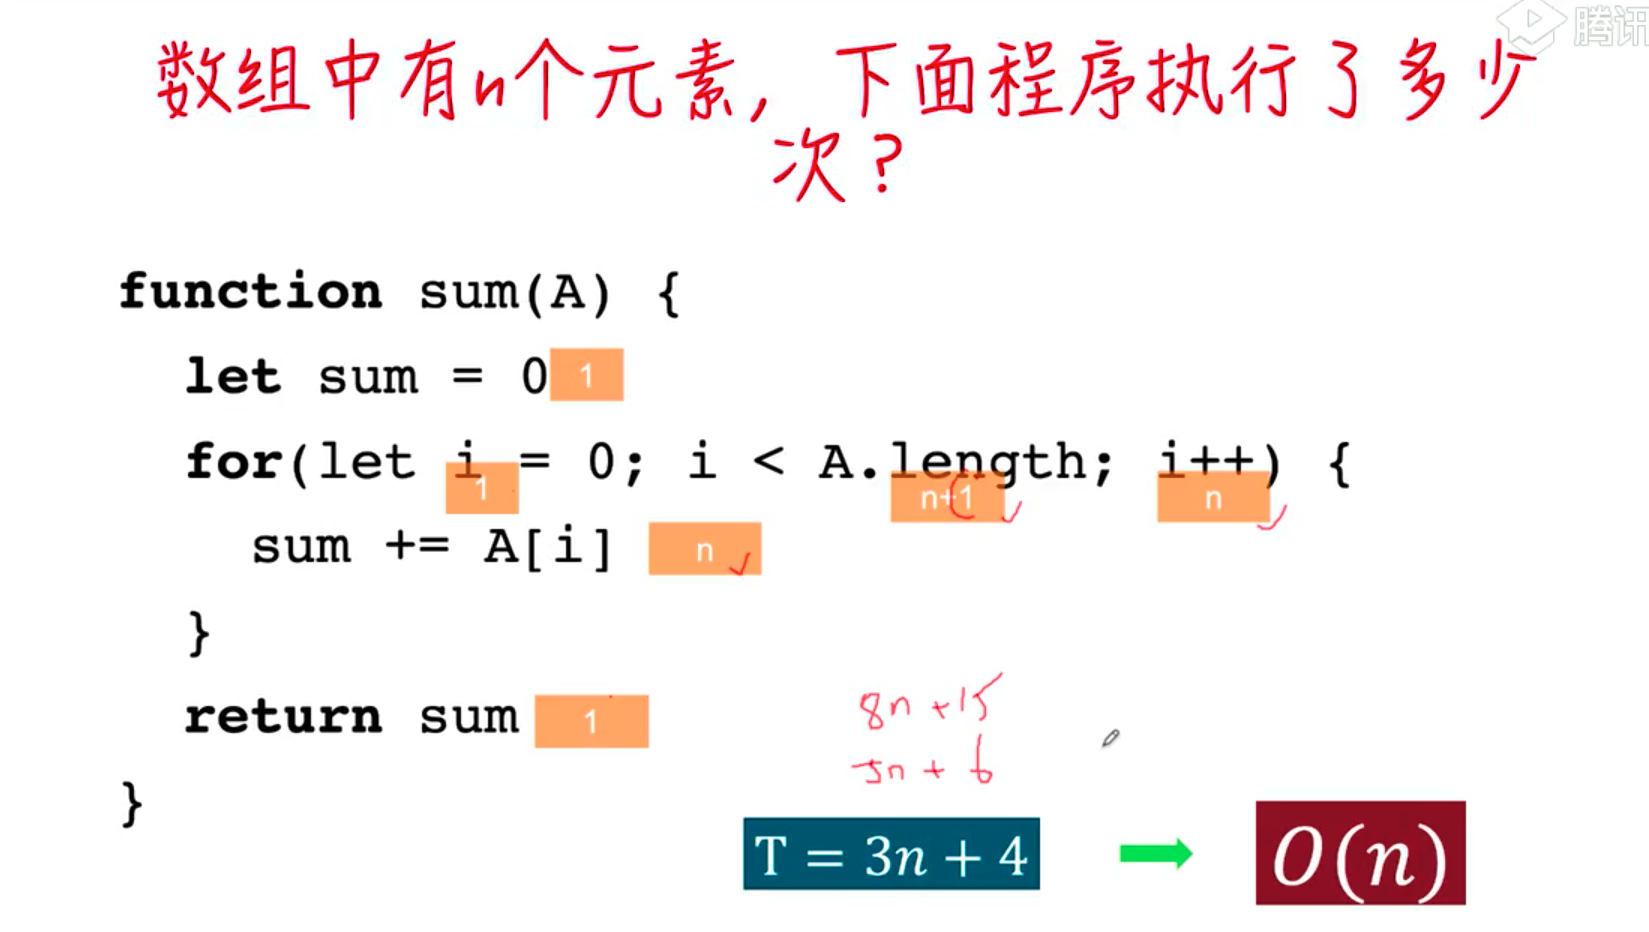 腾讯
数组中有n个元素, 下面程序执行了多少
次?
function sum(A) {
let sum = 0 1
for(let i = 0; i < A.length; i++) {
1 n+1 n
sum += A[i] n
}
return sum 1
}
8n +15
5n + 6
T = 3n + 4
O(n)